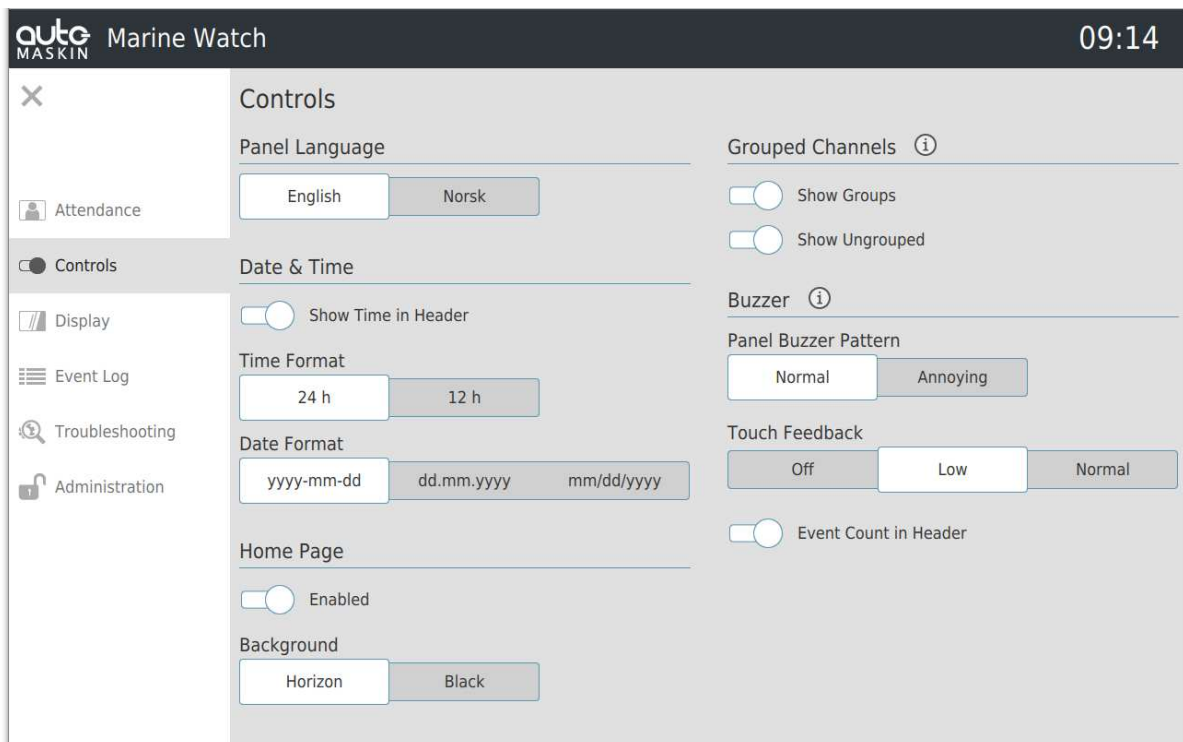 auto MASKIN Marine Watch 09:14
Attendance
Controls
Display
Event Log
Troubleshooting
Administration
Controls
Panel Language
English Norsk
Date & Time
Show Time in Header
Time Format
24 h 12 h
Date Format
yyyy-mm-dd dd.mm.yyyy mm/dd/yyyy
Home Page
Enabled
Background
Horizon Black
Grouped Channels
Show Groups
Show Ungrouped
Buzzer
Panel Buzzer Pattern
Normal Annoying
Touch Feedback
Off Low Normal
Event Count in Header